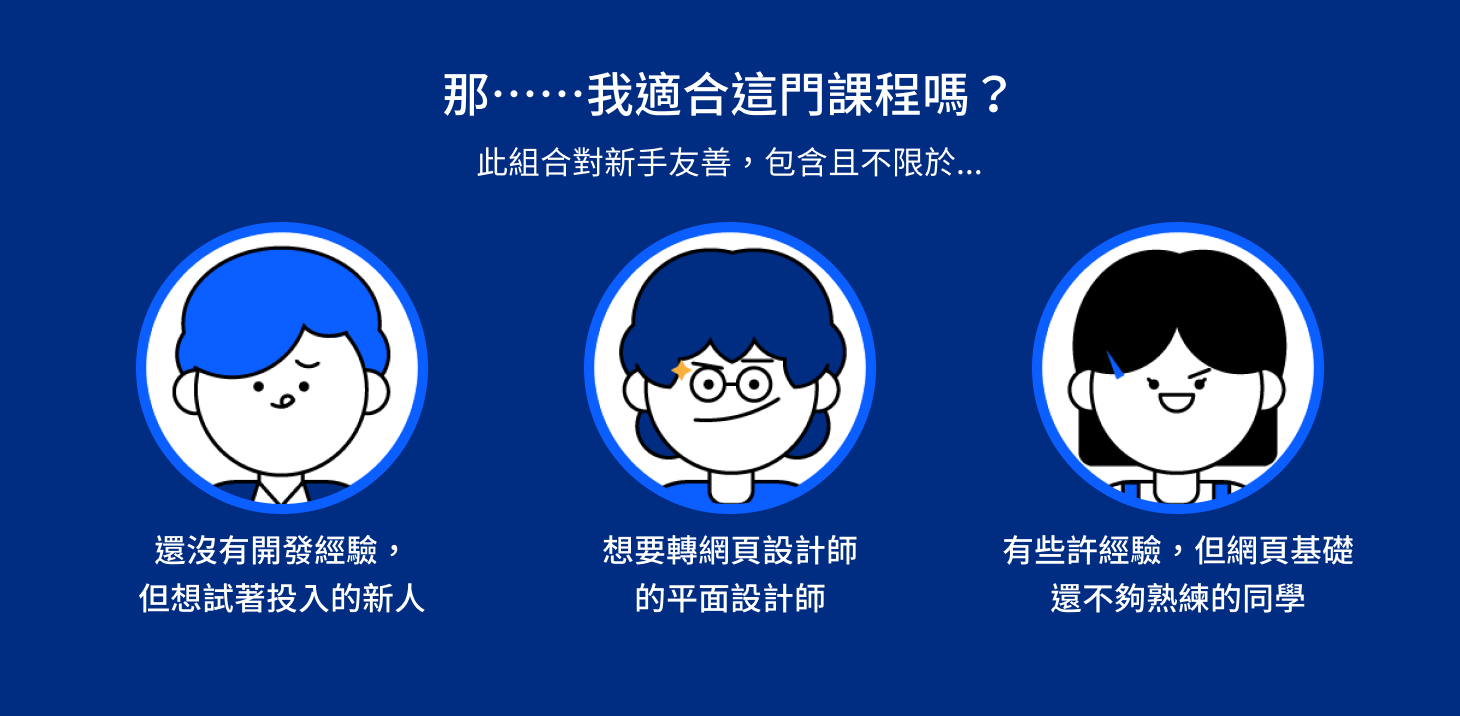 那⋯⋯我適合這門課程嗎？
此組合對新手友善，包含且不限於...
還沒有開發經驗，
但想試著投入的新人
想要轉網頁設計師
的平面設計師
有些許經驗，但網頁基礎
還不夠熟練的同學